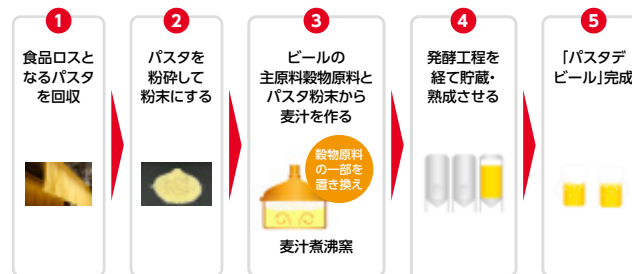 1
食品ロスと
なるパスタ
を回収
2
パスタを
粉砕して
粉末にする
3
ビールの
主原料穀物原料と
パスタ粉末から
麦汁を作る
穀物原料
の一部を
置き換え
麦汁煮沸窯
4
発酵工程を
経て貯蔵・
熟成させる
5
「パスタデ
ビール」完成